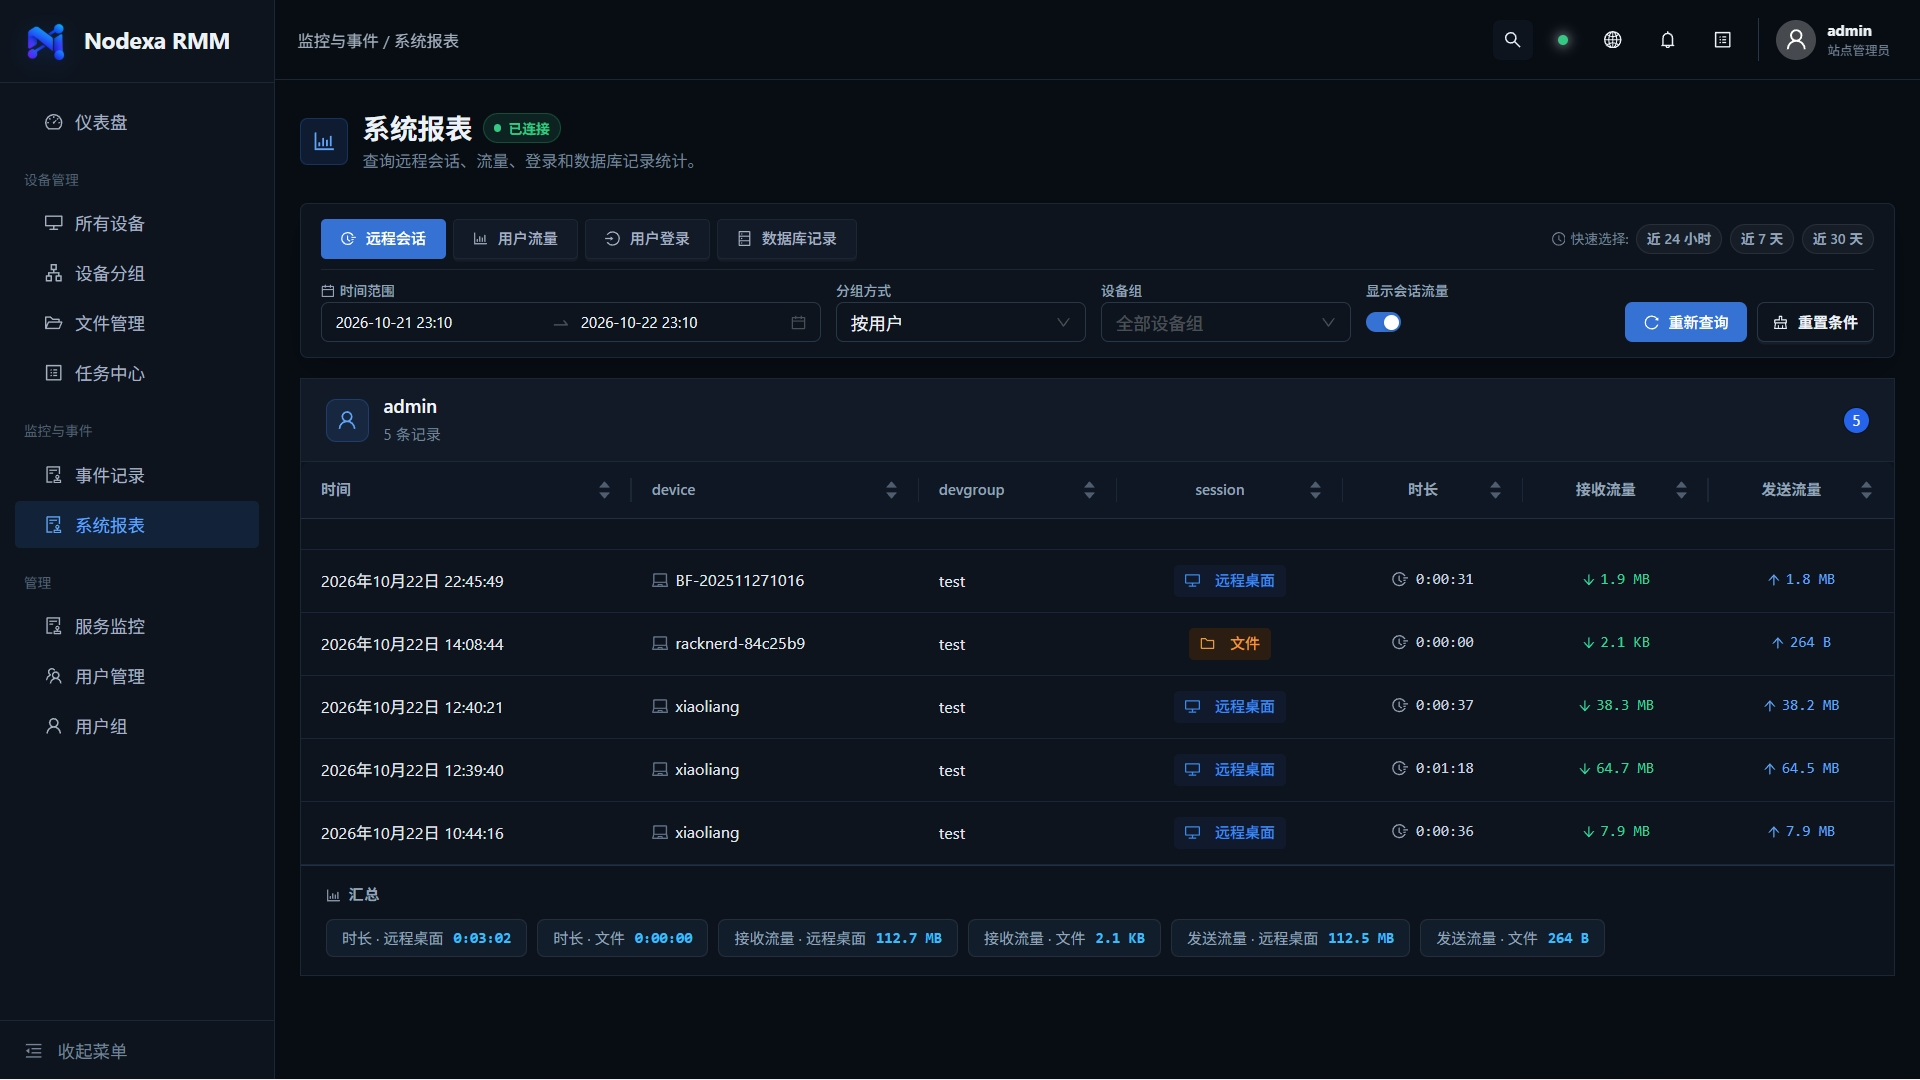 Nodexa RMM
监控与事件 / 系统报表
admin
站点管理员
仪表盘
设备管理
所有设备
设备分组
文件管理
任务中心
监控与事件
事件记录
系统报表
管理
服务监控
用户管理
用户组
收起菜单
系统报表 已连接
查询远程会话、流量、登录和数据库记录统计。
远程会话 用户流量 用户登录 数据库记录 快速选择: 近 24 小时 近 7 天 近 30 天
时间范围 分组方式 设备组 显示会话流量
2026-10-21 23:10 2026-10-22 23:10 按用户 全部设备组 重新查询 重置条件
admin
5 条记录
5
时间 device devgroup session 时长 接收流量 发送流量
2026年10月22日 22:45:49 BF-202511271016 test 远程桌面 0:00:31 1.9 MB 1.8 MB
2026年10月22日 14:08:44 racknerd-84c25b9 test 文件 0:00:00 2.1 KB 264 B
2026年10月22日 12:40:21 xiaoliang test 远程桌面 0:00:37 38.3 MB 38.2 MB
2026年10月22日 12:39:40 xiaoliang test 远程桌面 0:01:18 64.7 MB 64.5 MB
2026年10月22日 10:44:16 xiaoliang test 远程桌面 0:00:36 7.9 MB 7.9 MB
汇总
时长 · 远程桌面 0:03:02 时长 · 文件 0:00:00 接收流量 · 远程桌面 112.7 MB 接收流量 · 文件 2.1 KB 发送流量 · 远程桌面 112.5 MB 发送流量 · 文件 264 B